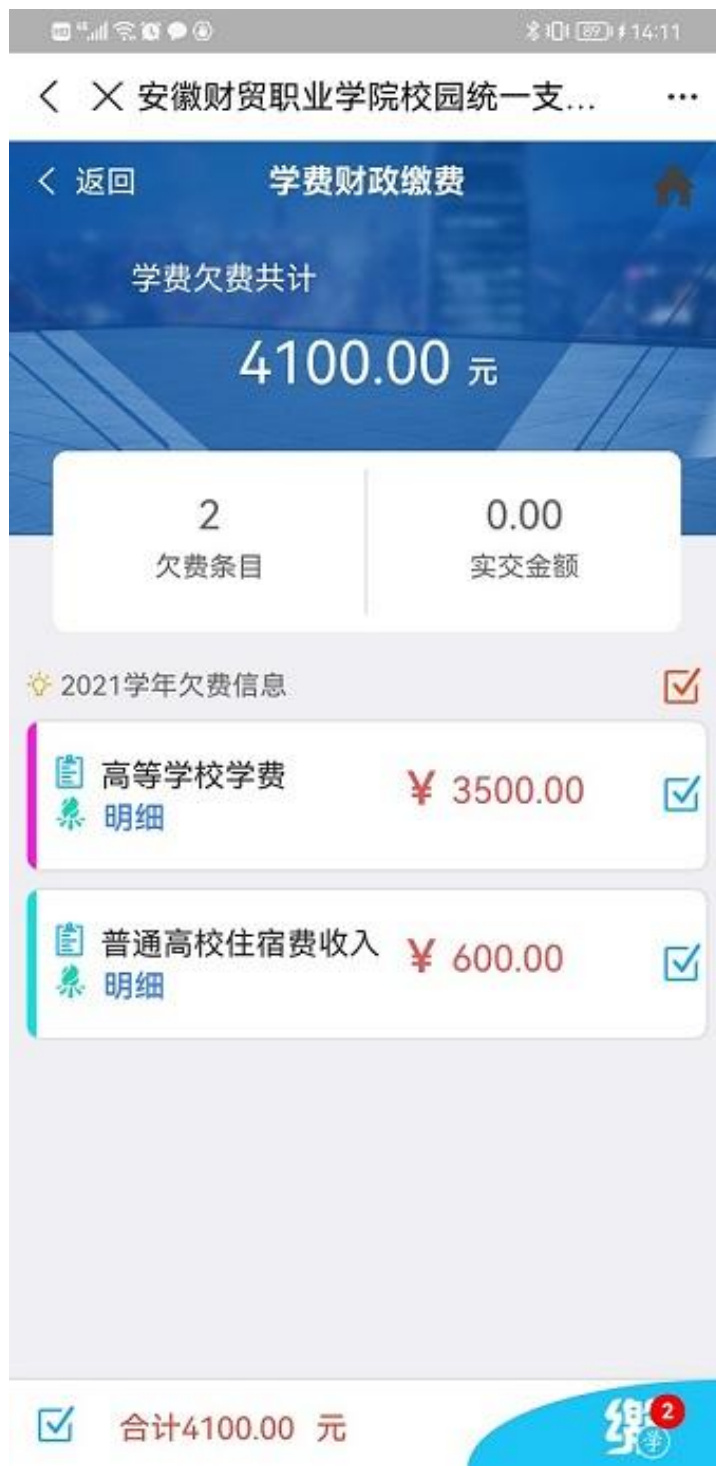 89 14:11
安徽财贸职业学院校园统一支...
返回 学费财政缴费
学费欠费共计
4100.00 元
2 0.00
欠费条目 实交金额
2021学年欠费信息
高等学校学费 ¥ 3500.00
明细
普通高校住宿费收入 ¥ 600.00
明细
合计4100.00 元
缴 2
学